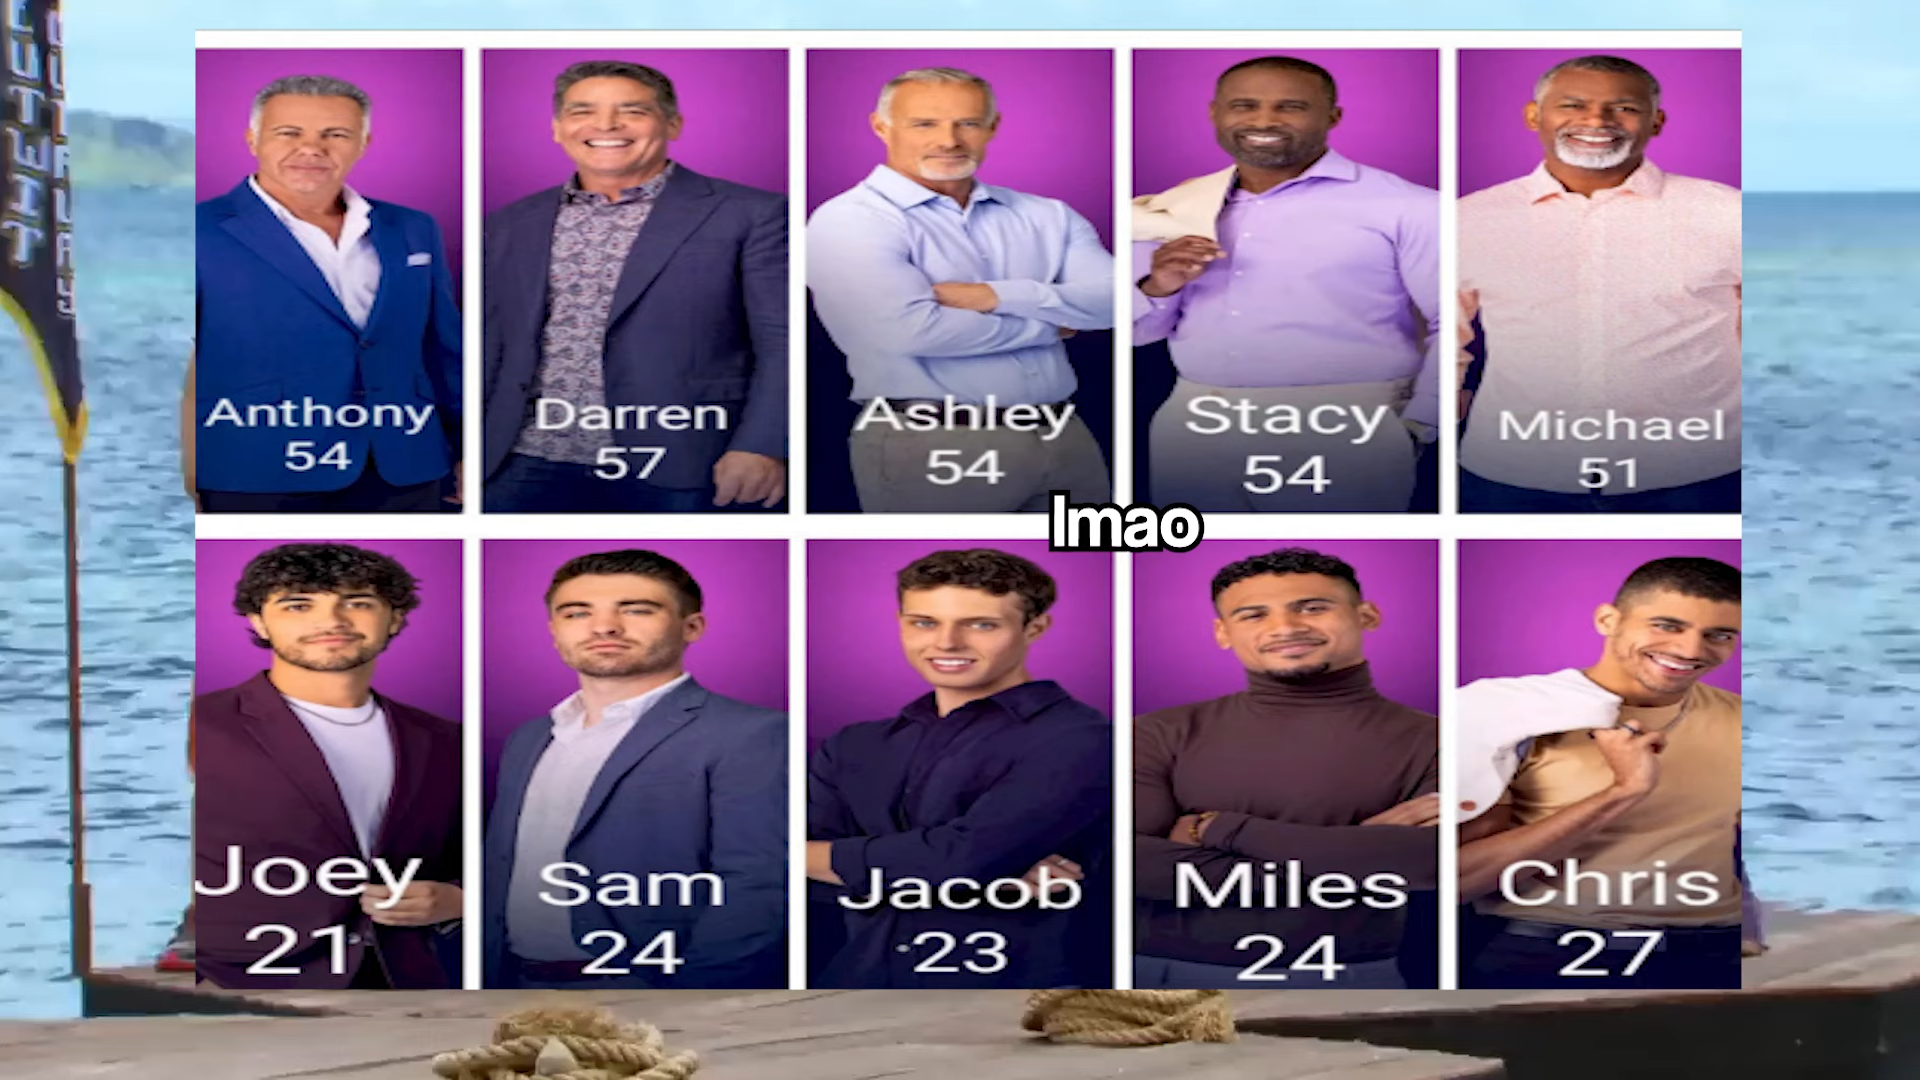 Anthony
54
Darren
57
Ashley
54
Stacy
54
Michael
51
lmao
Joey
21
Sam
24
Jacob
23
Miles
24
Chris
27